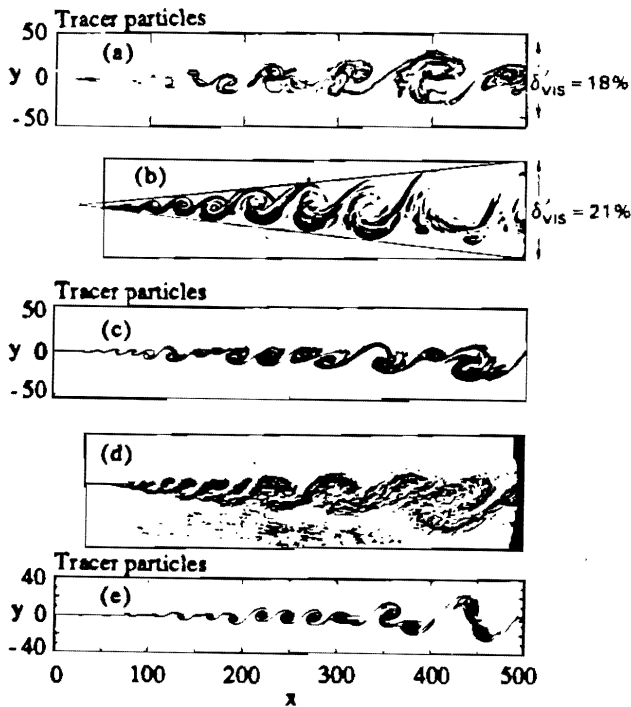 Tracer particles
50
(a)
y 0
-50
δ'VIS = 18%
(b)
δ'VIS = 21%
Tracer particles
50
(c)
y 0
-50
(d)
Tracer particles
40
(e)
y 0
-40
0 100 200 300 400 500
x